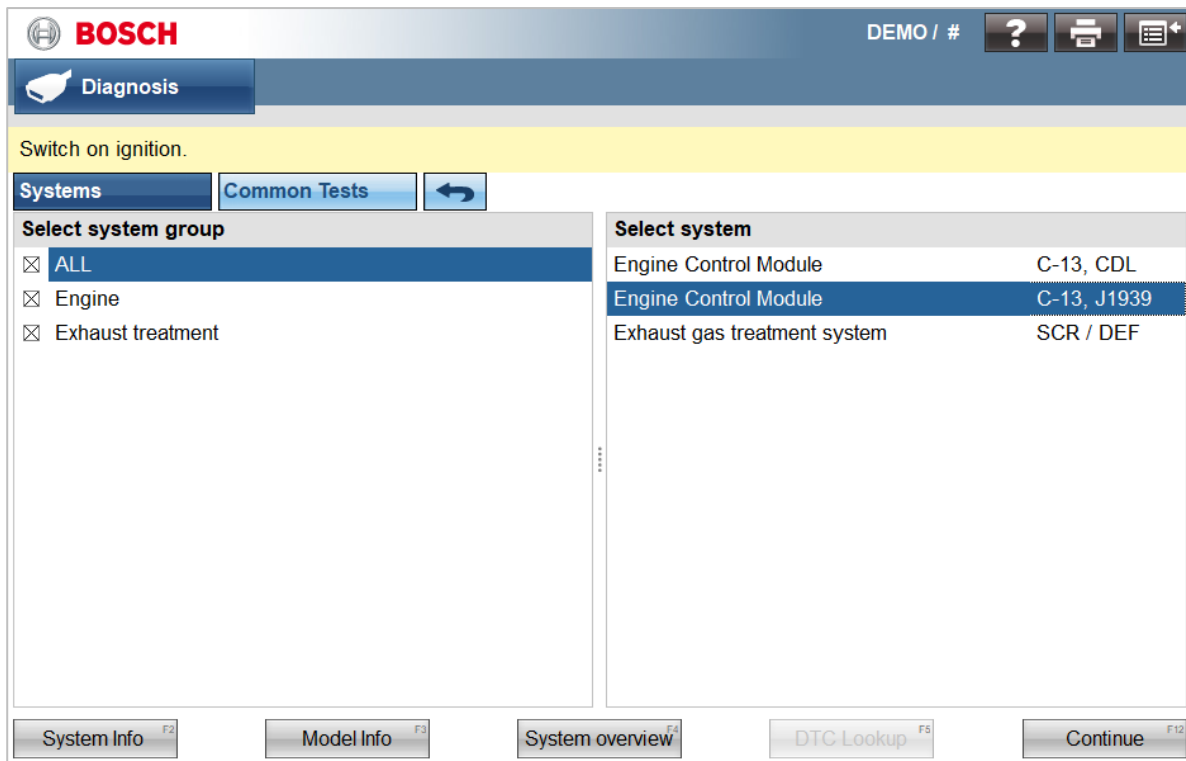 BOSCH DEMO / # ?
Diagnosis
Switch on ignition.
Systems Common Tests
Select system group Select system
ALL Engine Control Module C-13, CDL
Engine Engine Control Module C-13, J1939
Exhaust treatment Exhaust gas treatment system SCR / DEF
System Info F2 Model Info F3 System overview F4 DTC Lookup F5 Continue F12